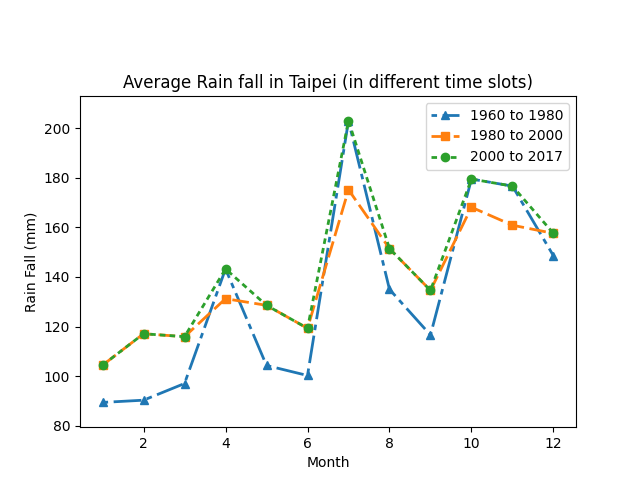 Average Rain fall in Taipei (in different time slots)
1960 to 1980
1980 to 2000
2000 to 2017
Rain Fall (mm)
200
180
160
140
120
100
80
2 4 6 8 10 12
Month